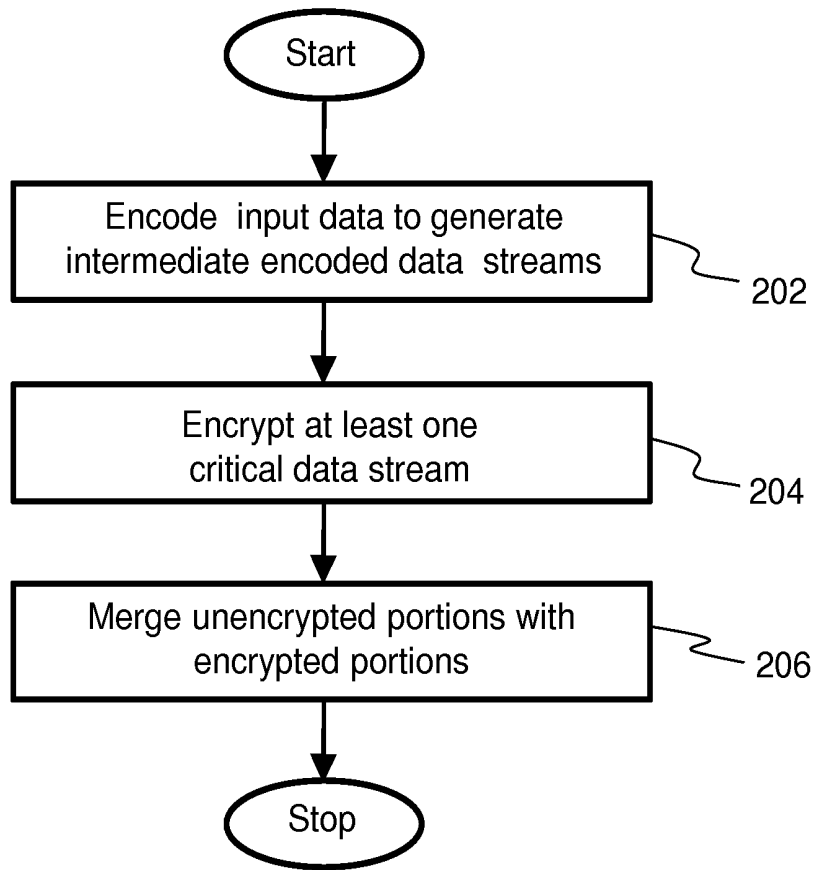 Start
Encode input data to generate
intermediate encoded data streams
202
Encrypt at least one
critical data stream
204
Merge unencrypted portions with
encrypted portions
206
Stop